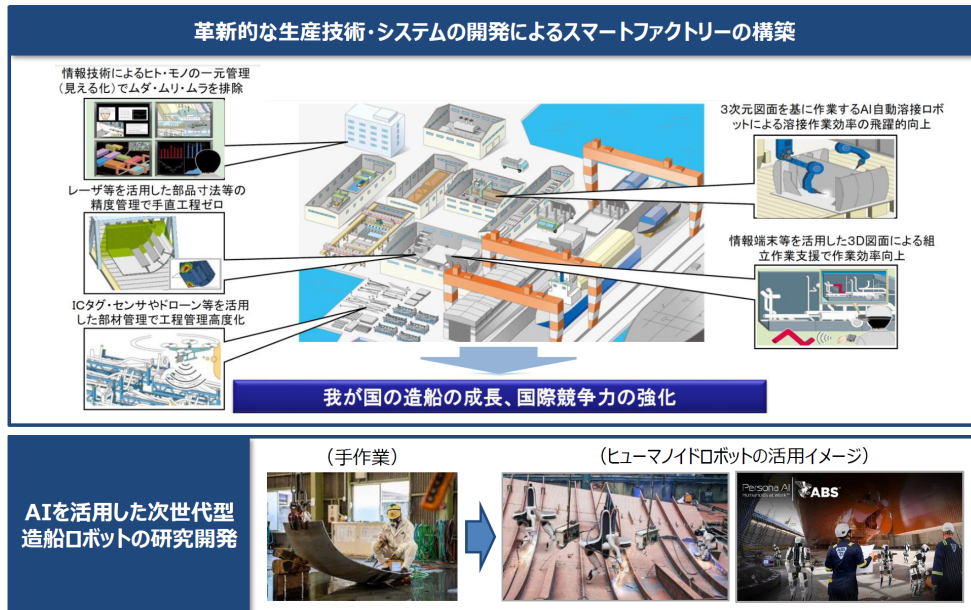 革新的な生産技術・システムの開発によるスマートファクトリーの構築
情報技術によるヒト・モノの一元管理
(見える化)でムダ・ムリ・ムラを排除
レーザ等を活用した部品寸法等の
精度管理で手直工程ゼロ
ICタグ・センサやドローン等を活用
した部材管理で工程管理高度化
3次元図面を基に作業するAI自動溶接ロボ
ットによる溶接作業効率の飛躍的向上
情報端末等を活用した3D図面による組
立作業支援で作業効率向上
我が国の造船の成長、国際競争力の強化
AIを活用した次世代型
造船ロボットの研究開発
(手作業)
(ヒューマノイドロボットの活用イメージ)
Persona AI
Humanoids at Work
ABS